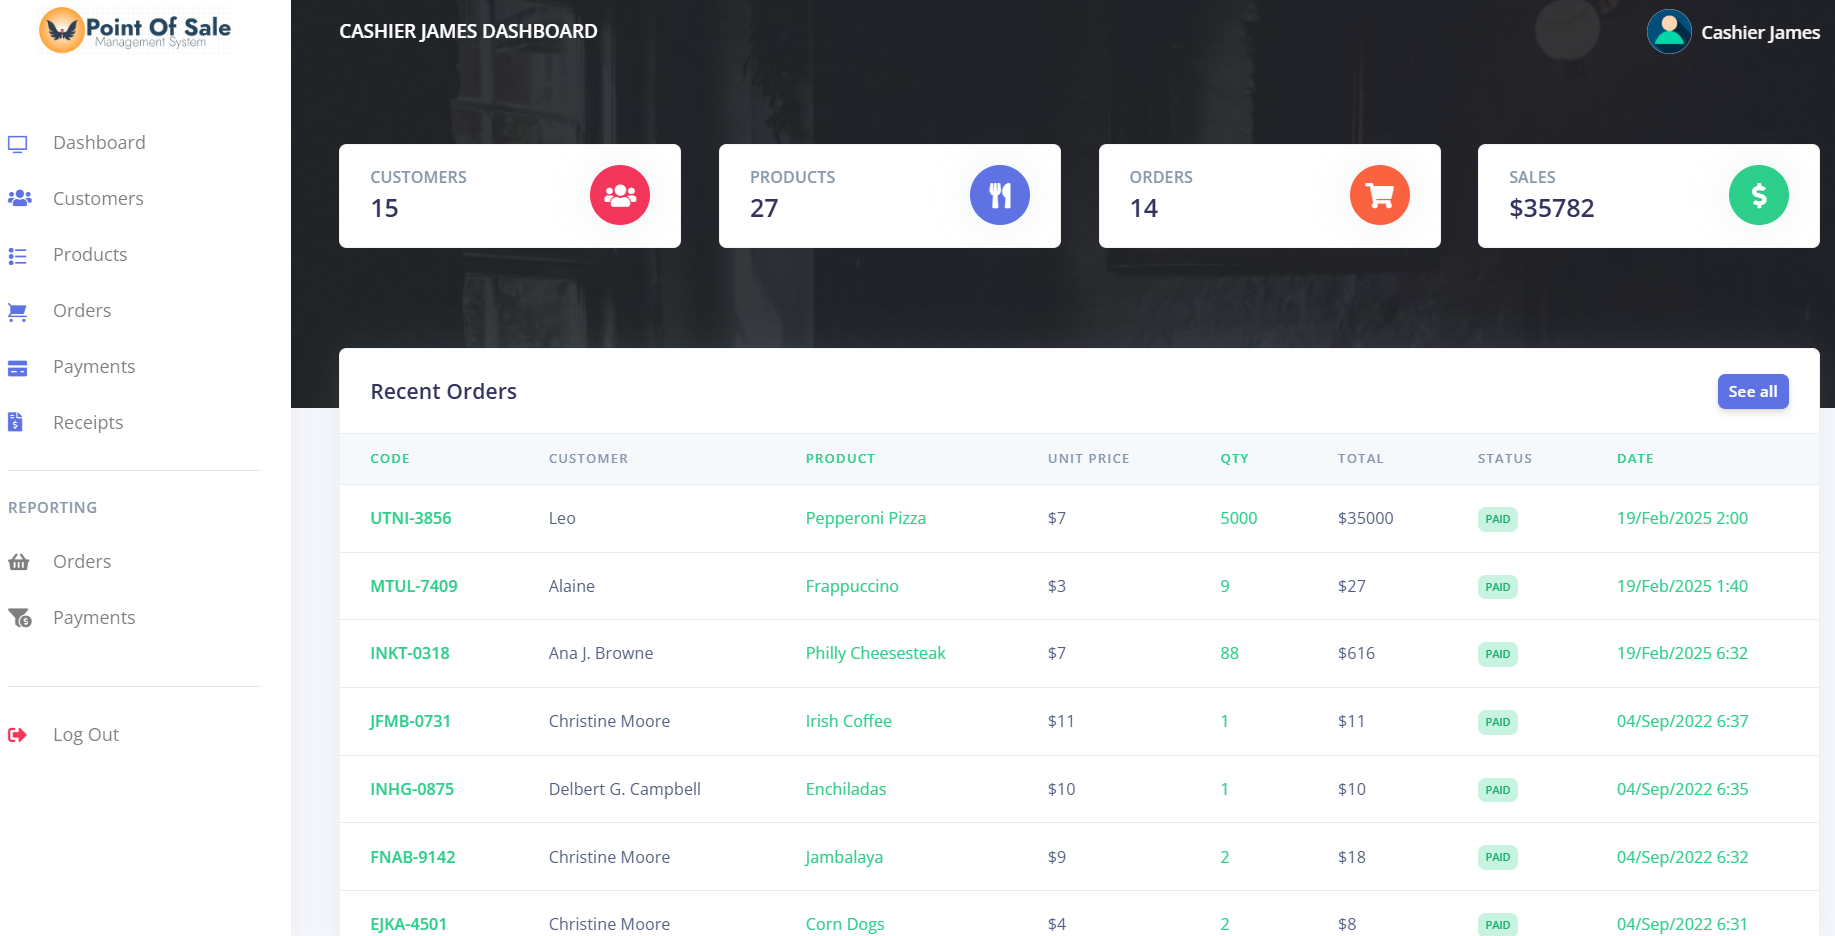 Point Of Sale
Management System
Dashboard
Customers
Products
Orders
Payments
Receipts
REPORTING
Orders
Payments
Log Out
CASHIER JAMES DASHBOARD
Cashier James
CUSTOMERS
15
PRODUCTS
27
ORDERS
14
SALES
$35782
Recent Orders
See all
CODE CUSTOMER PRODUCT UNIT PRICE QTY TOTAL STATUS DATE
UTNI-3856 Leo Pepperoni Pizza $7 5000 $35000 PAID 19/Feb/2025 2:00
MTUL-7409 Alaine Frappuccino $3 9 $27 PAID 19/Feb/2025 1:40
INKT-0318 Ana J. Browne Philly Cheesesteak $7 88 $616 PAID 19/Feb/2025 6:32
JFMB-0731 Christine Moore Irish Coffee $11 1 $11 PAID 04/Sep/2022 6:37
INHG-0875 Delbert G. Campbell Enchiladas $10 1 $10 PAID 04/Sep/2022 6:35
FNAB-9142 Christine Moore Jambalaya $9 2 $18 PAID 04/Sep/2022 6:32
EJKA-4501 Christine Moore Corn Dogs $4 2 $8 PAID 04/Sep/2022 6:31